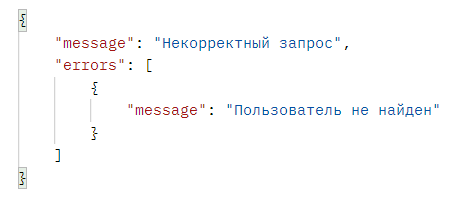 {
"message": "Некорректный запрос",
"errors": [
{
"message": "Пользователь не найден"
}
]
}